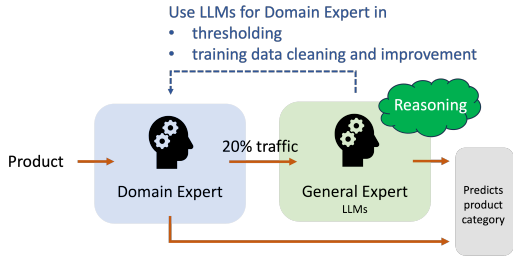 Use LLMs for Domain Expert in
• thresholding
• training data cleaning and improvement
Reasoning
Product
20% traffic
Domain Expert
General Expert
LLMs
Predicts
product
category